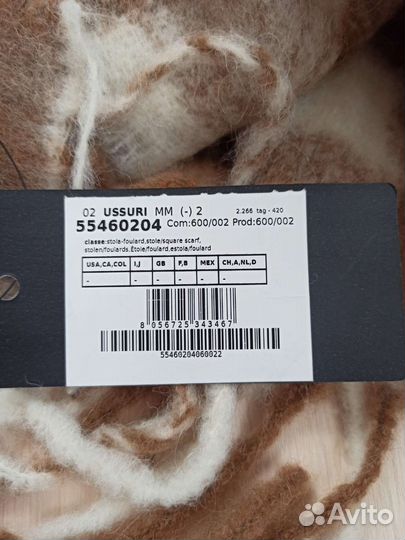 02 USSURI MM (-) 2 2.266 tag - 420
55460204 Com:600/002 Prod:600/002
classe:stola-foulard,stole/square scarf,
stolen/foulards,Étole/foulard,estola/foulard
USA,CA,COL I,J GB F,B MEX CH,A,NL,D
- - - - - -
8 056725 343467
55460204060022
Avito